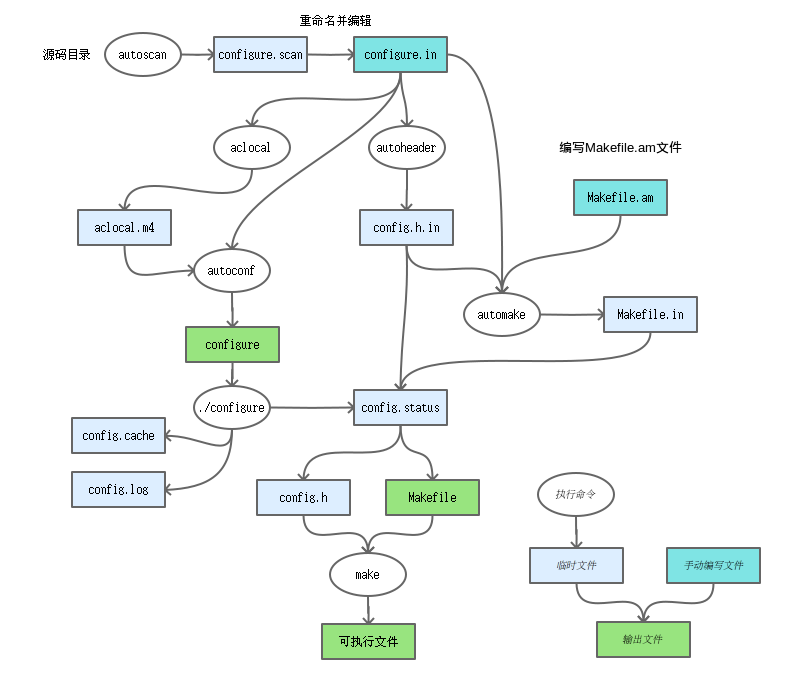 重命名并编辑
源码目录
autoscan
configure.scan
configure.in
aclocal
autoheader
编写Makefile.am文件
Makefile.am
aclocal.m4
config.h.in
autoconf
automake
Makefile.in
configure
./configure
config.status
config.cache
config.log
config.h
Makefile
执行命令
make
临时文件
手动编写文件
可执行文件
输出文件